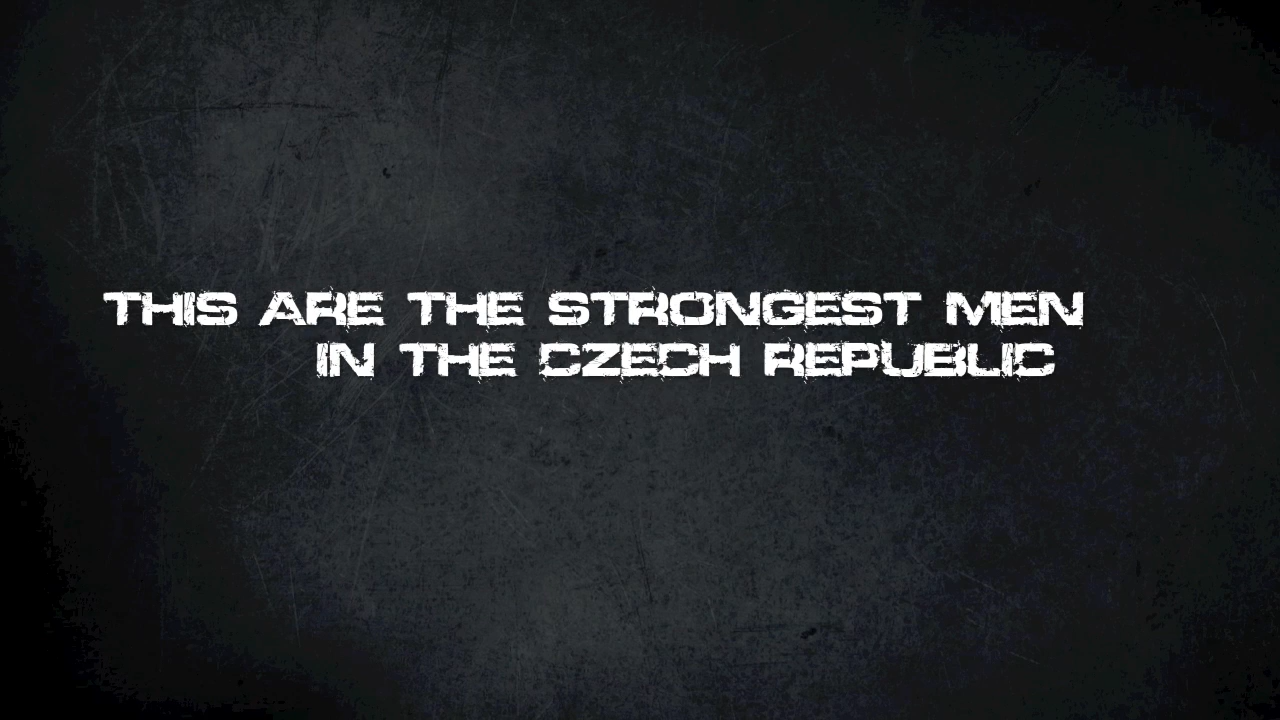 THIS ARE THE STRONGEST MEN
IN THE CZECH REPUBLIC